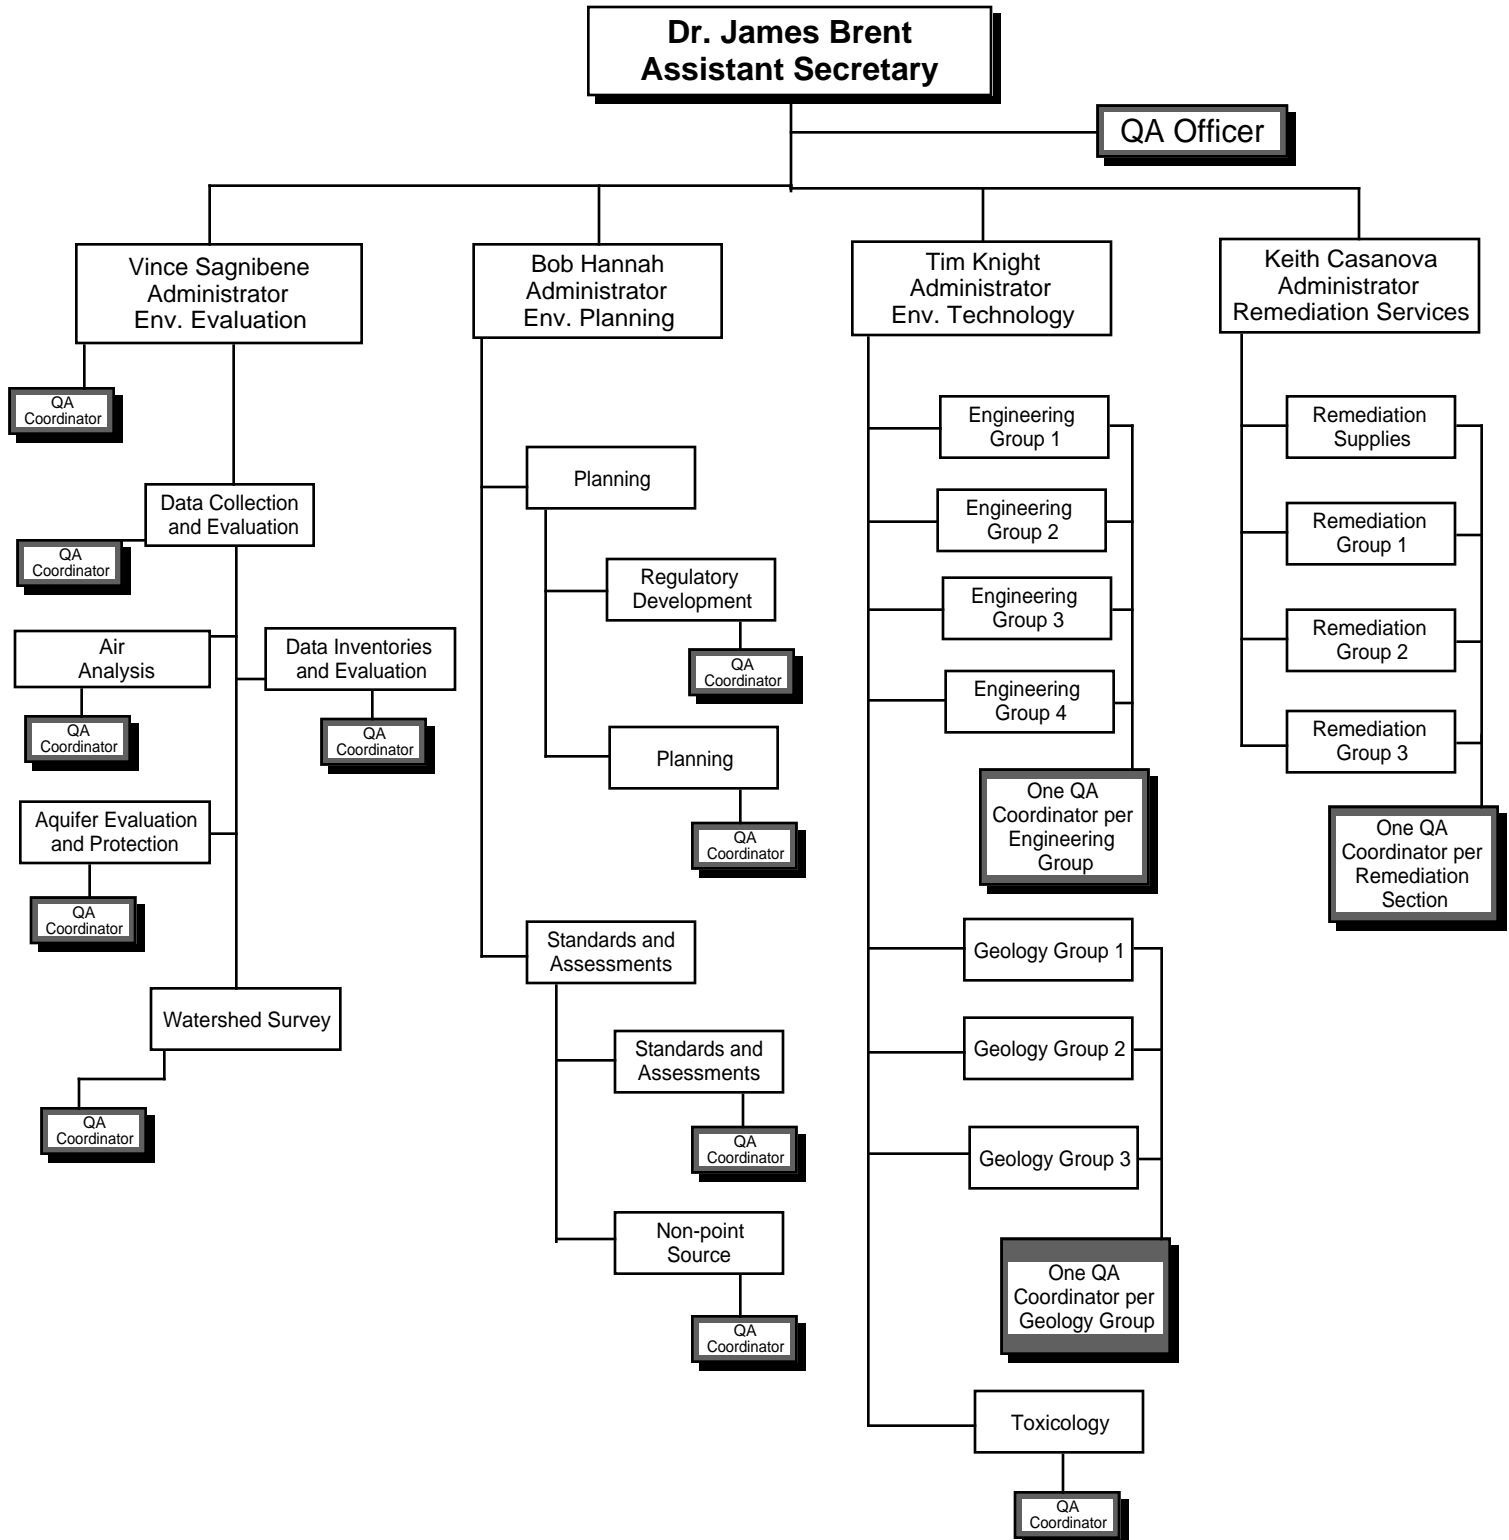 Dr. James Brent
Assistant Secretary
QA Officer
Vince Sagnibene
Administrator
Env. Evaluation
QA
Coordinator
Data Collection
and Evaluation
QA
Coordinator
Air
Analysis
QA
Coordinator
Data Inventories
and Evaluation
QA
Coordinator
Aquifer Evaluation
and Protection
QA
Coordinator
Watershed Survey
QA
Coordinator
Bob Hannah
Administrator
Env. Planning
Planning
Regulatory
Development
QA
Coordinator
Planning
QA
Coordinator
Standards and
Assessments
Standards and
Assessments
QA
Coordinator
Non-point
Source
QA
Coordinator
Tim Knight
Administrator
Env. Technology
Engineering
Group 1
Engineering
Group 2
Engineering
Group 3
Engineering
Group 4
One QA
Coordinator per
Engineering
Group
Geology Group 1
Geology Group 2
Geology Group 3
One QA
Coordinator per
Geology Group
Toxicology
QA
Coordinator
Keith Casanova
Administrator
Remediation Services
Remediation
Supplies
Remediation
Group 1
Remediation
Group 2
Remediation
Group 3
One QA
Coordinator per
Remediation
Section